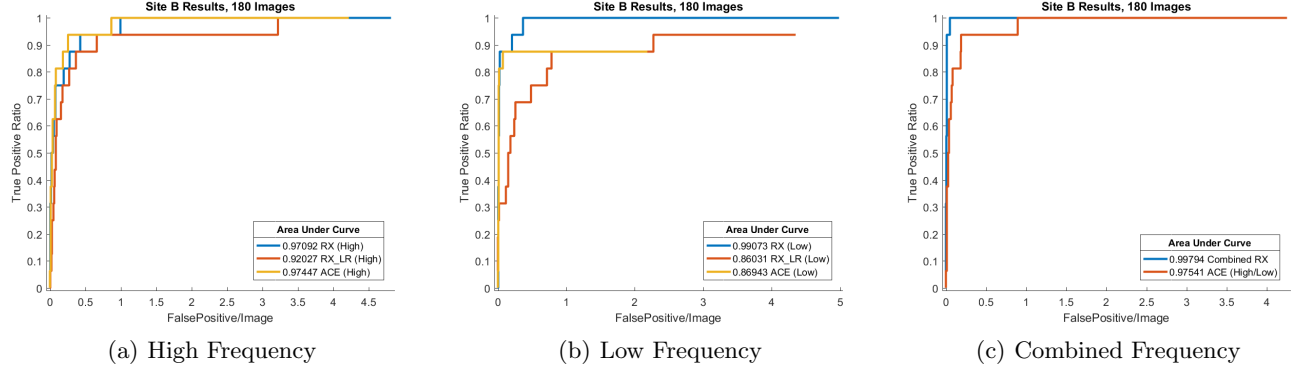 Site B Results, 180 Images
1
0.9
0.8
0.7
0.6
0.5
0.4
0.3
0.2
0.1
0
True Positive Ratio
Area Under Curve
0.97092 RX (High)
0.92027 RX_LR (High)
0.97447 ACE (High)
0 0.5 1 1.5 2 2.5 3 3.5 4 4.5
FalsePositive/Image
(a) High Frequency
Site B Results, 180 Images
1
0.9
0.8
0.7
0.6
0.5
0.4
0.3
0.2
0.1
0
True Positive Ratio
Area Under Curve
0.99073 RX (Low)
0.86031 RX_LR (Low)
0.86943 ACE (Low)
0 1 2 3 4 5
FalsePositive/Image
(b) Low Frequency
Site B Results, 180 Images
1
0.9
0.8
0.7
0.6
0.5
0.4
0.3
0.2
0.1
0
True Positive Ratio
Area Under Curve
0.99794 Combined RX
0.97541 ACE (High/Low)
0 0.5 1 1.5 2 2.5 3 3.5 4
FalsePositive/Image
(c) Combined Frequency